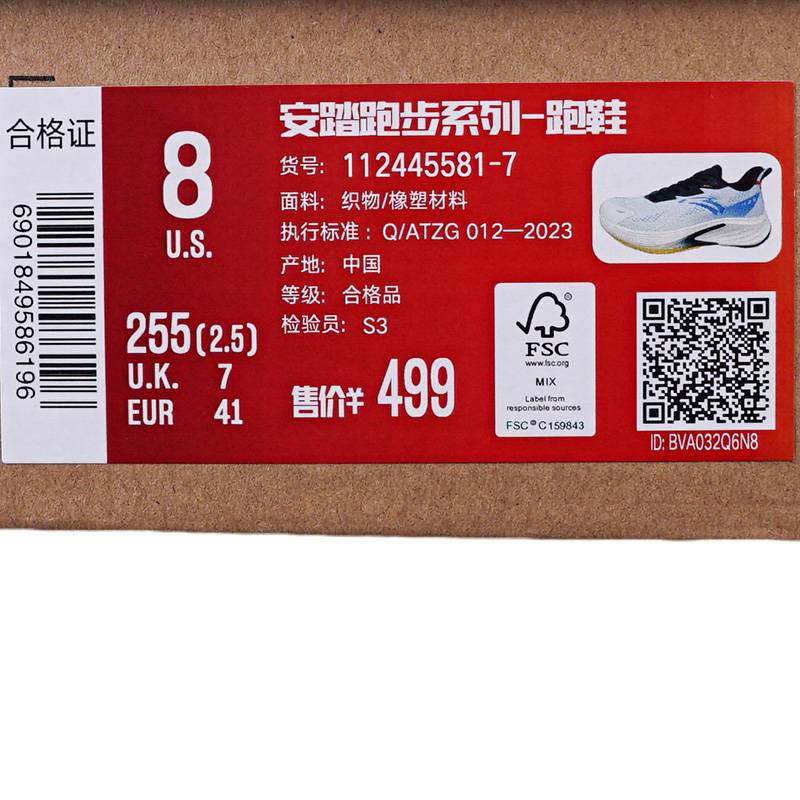 合格证
6901849586196
8
U.S.
255(2.5)
U.K. 7
EUR 41
安踏跑步系列-跑鞋
货号: 112445581-7
面料: 织物/橡塑材料
执行标准: Q/ATZG 012—2023
产地: 中国
等级: 合格品
检验员: S3
售价¥ 499
®
FSC
www.fsc.org
MIX
Label from
responsible sources
FSC® C159843
ID: BVA032Q6N8